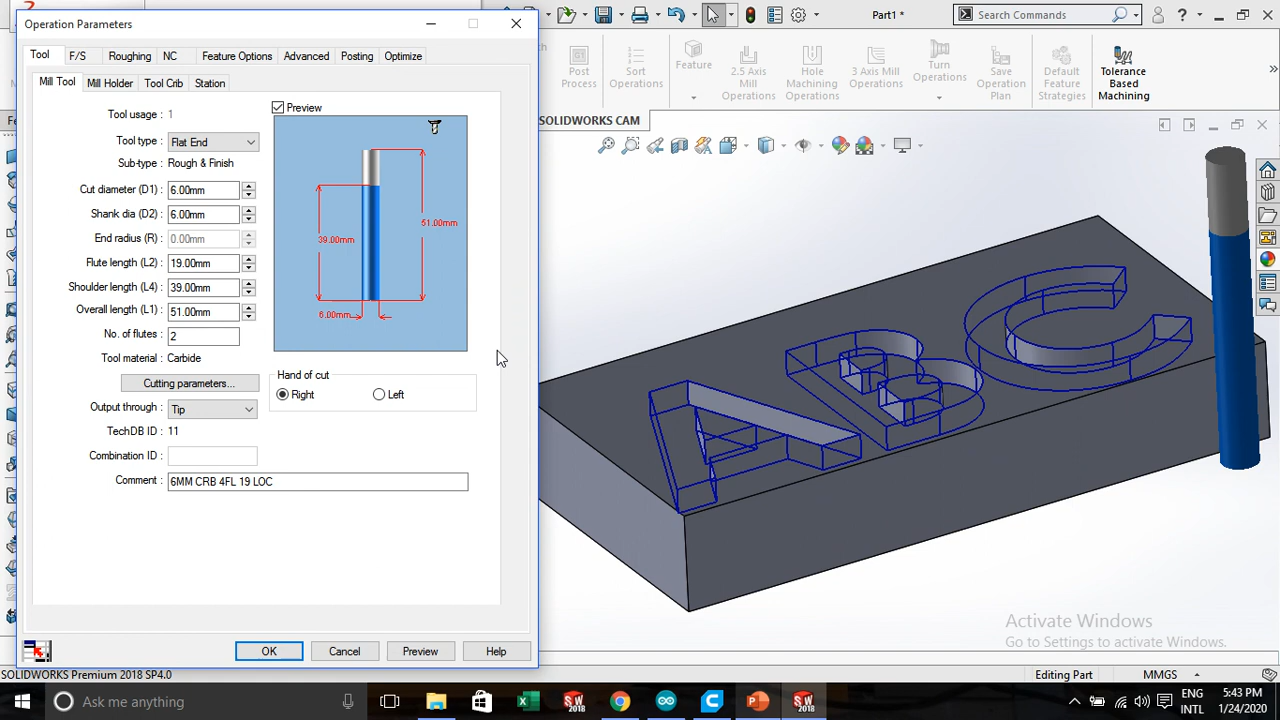 Operation Parameters
Part1 *
Search Commands
Tool F/S Roughing NC Feature Options Advanced Posting Optimize
Mill Tool Mill Holder Tool Crib Station
Post Process
Sort Operations
Feature
2.5 Axis Mill Operations
Hole Machining Operations
3 Axis Mill Operations
Turn Operations
Save Operation Plan
Default Feature Strategies
Tolerance Based Machining
SOLIDWORKS CAM
Tool usage : 1
Preview
Tool type : Flat End
Sub-type : Rough & Finish
Cut diameter (D1) : 6.00mm
Shank dia (D2) : 6.00mm
End radius (R) : 0.00mm
Flute length (L2) : 19.00mm
Shoulder length (L4) : 39.00mm
Overall length (L1) : 51.00mm
No. of flutes : 2
Tool material : Carbide
39.00mm
51.00mm
6.00mm
Cutting parameters...
Hand of cut
Right Left
Output through : Tip
TechDB ID : 11
Combination ID :
Comment : 6MM CRB 4FL 19 LOC
OK Cancel Preview Help
Activate Windows
Go to Settings to activate Windows.
SOLIDWORKS Premium 2018 SP4.0
Editing Part MMGS
Ask me anything
ENG
INTL
5:43 PM
1/24/2020